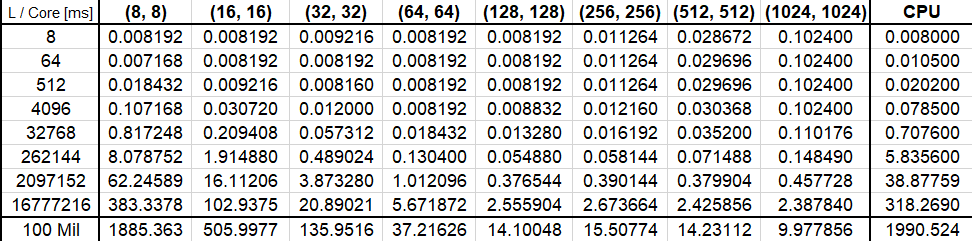 L / Core [ms] (8, 8) (16, 16) (32, 32) (64, 64) (128, 128) (256, 256) (512, 512) (1024, 1024) CPU
8 0.008192 0.008192 0.009216 0.008192 0.008192 0.011264 0.028672 0.102400 0.008000
64 0.007168 0.008192 0.008192 0.008192 0.008192 0.011264 0.029696 0.102400 0.010500
512 0.018432 0.009216 0.008160 0.008192 0.008192 0.011264 0.029696 0.102400 0.020200
4096 0.107168 0.030720 0.012000 0.008192 0.008832 0.012160 0.030368 0.102400 0.078500
32768 0.817248 0.209408 0.057312 0.018432 0.013280 0.016192 0.035200 0.110176 0.707600
262144 8.078752 1.914880 0.489024 0.130400 0.054880 0.058144 0.071488 0.148490 5.835600
2097152 62.24589 16.11206 3.873280 1.012096 0.376544 0.390144 0.379904 0.457728 38.87759
16777216 383.3378 102.9375 20.89021 5.671872 2.555904 2.673664 2.425856 2.387840 318.2690
100 Mil 1885.363 505.9977 135.9516 37.21626 14.10048 15.50774 14.23112 9.977856 1990.524